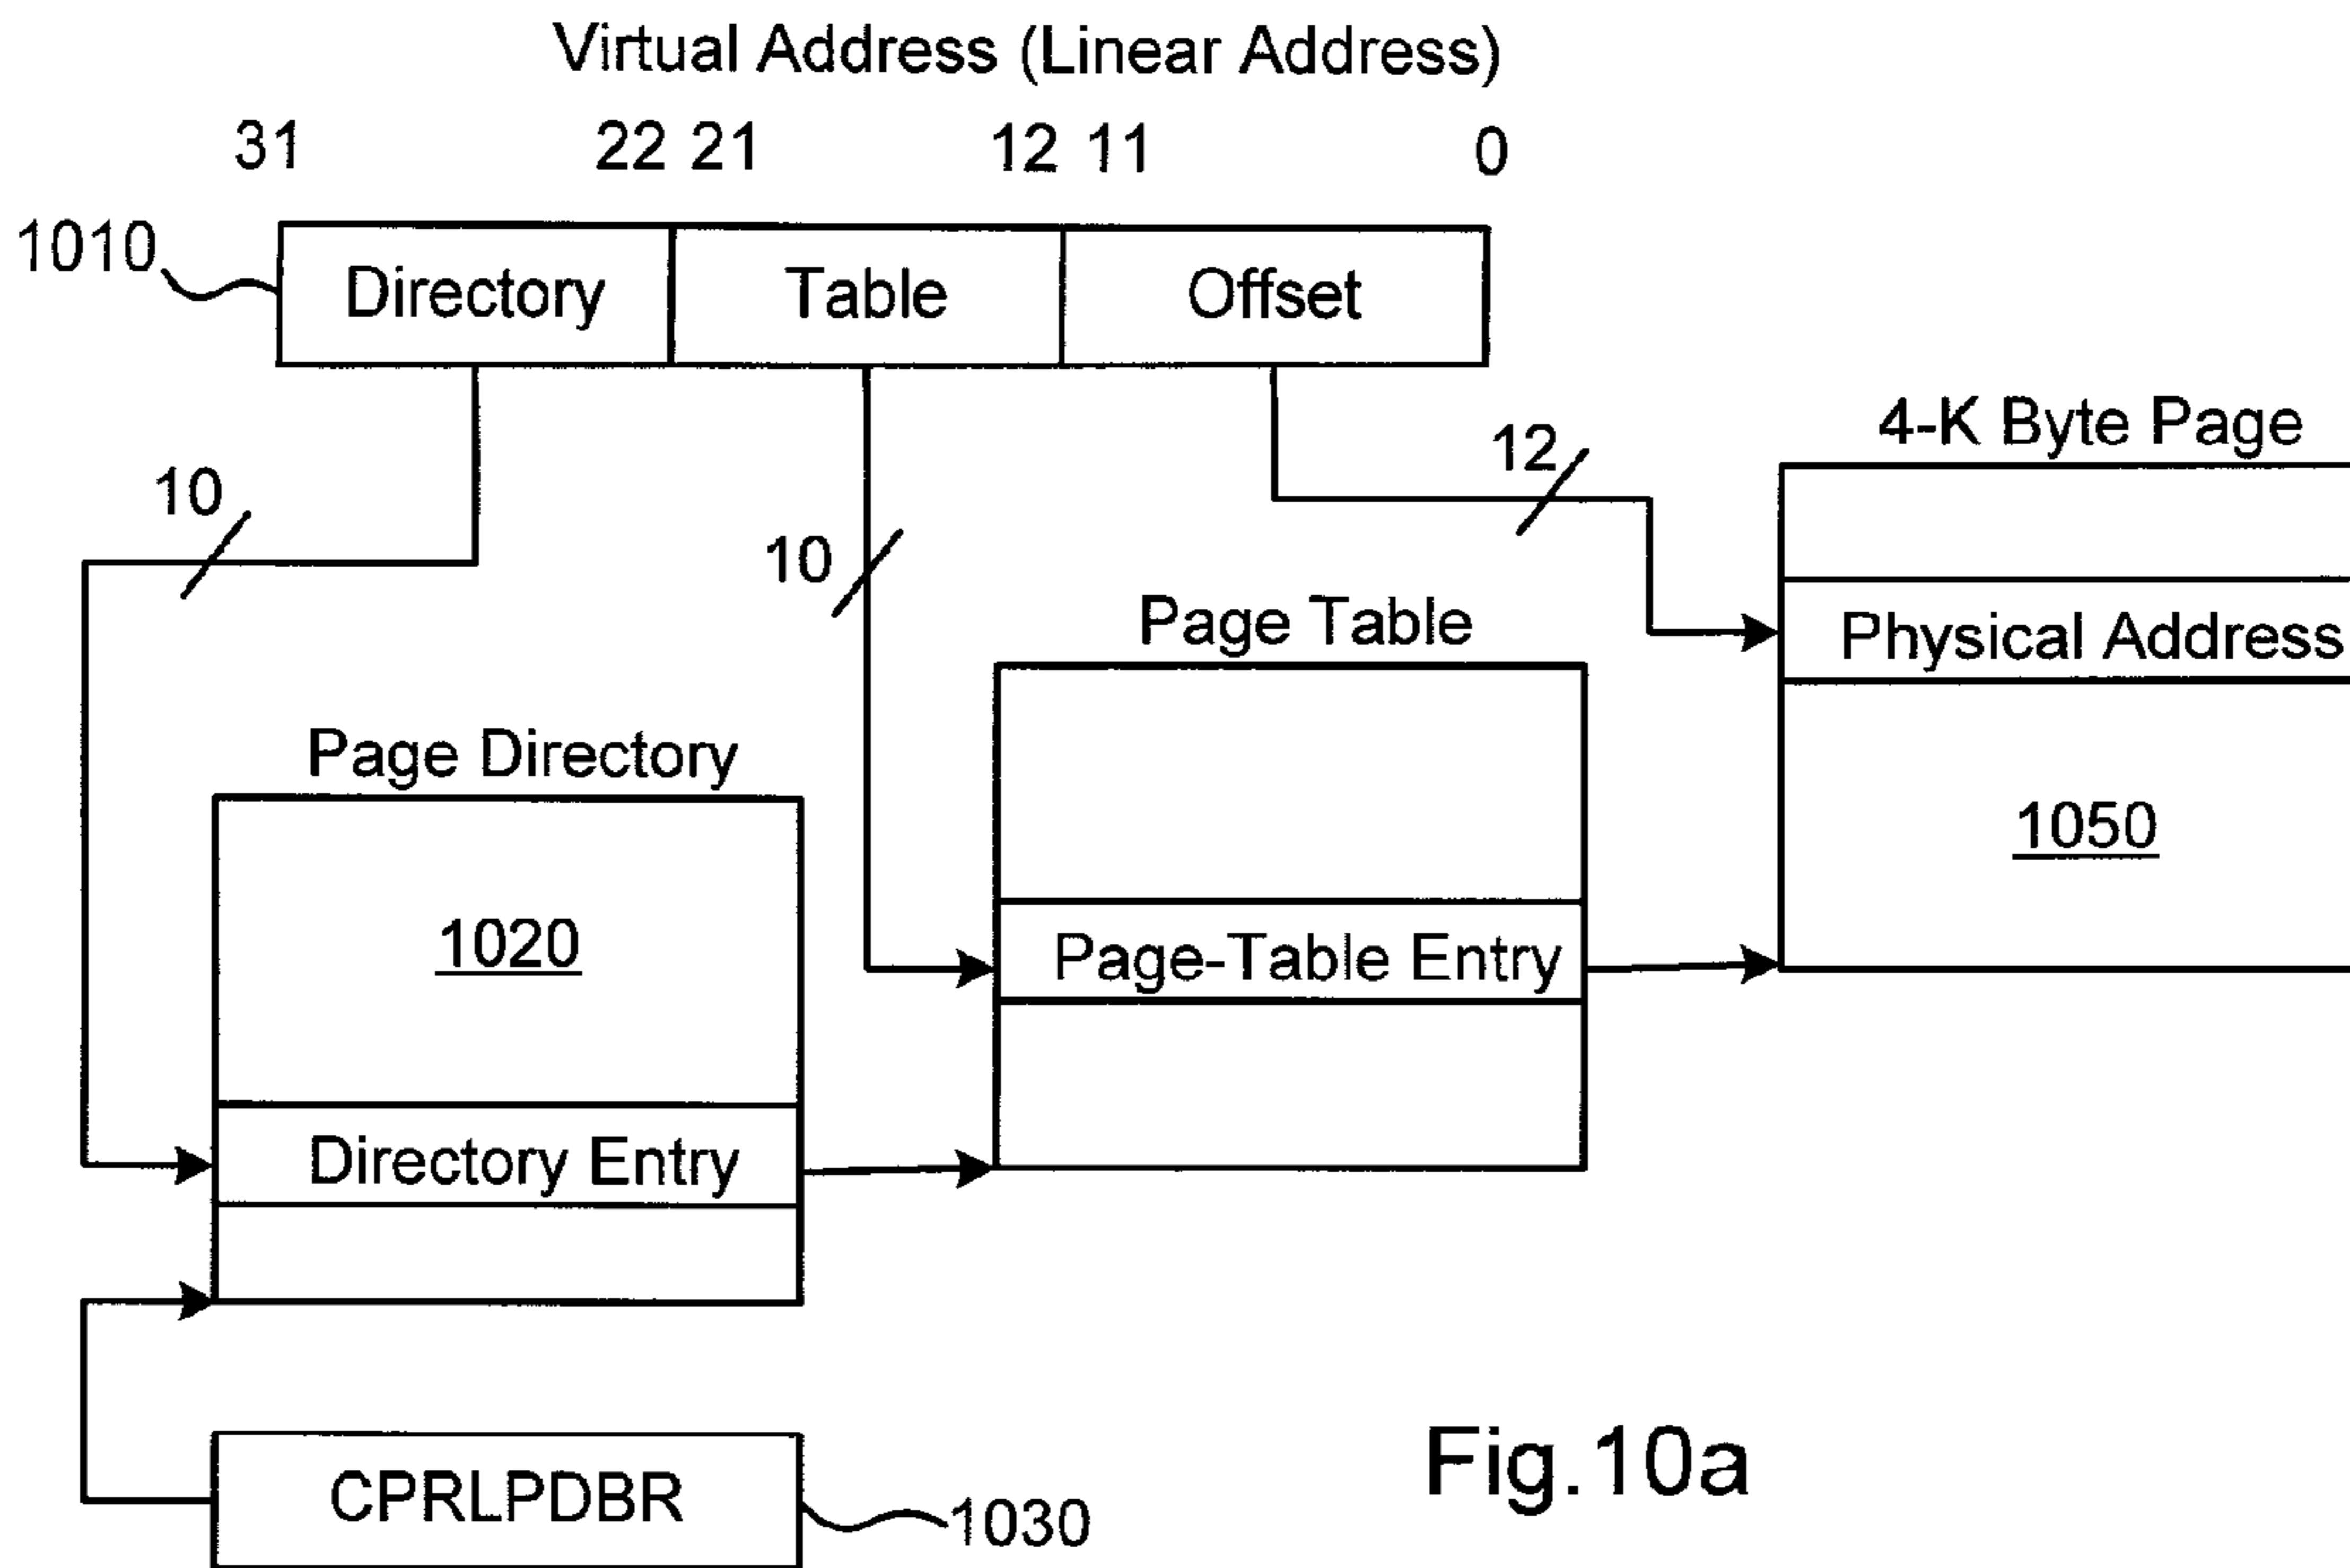 Virtual Address (Linear Address)
31 22 21 12 11 0
1010
Directory Table Offset
4-K Byte Page
12
10
10
Page Table
Physical Address
Page Directory
1050
1020
Page-Table Entry
Directory Entry
Fig.10a
CPRLPDBR
1030